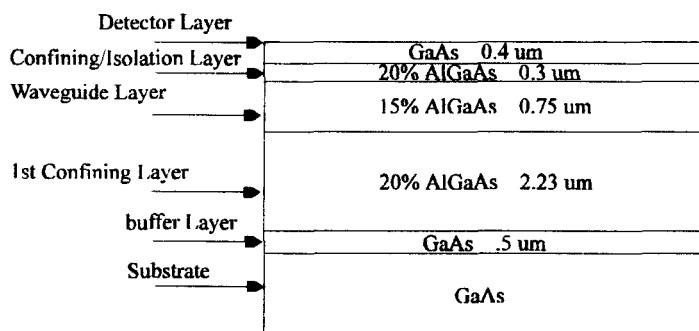 Detector Layer
GaAs 0.4 um
Confining/Isolation Layer
20% AlGaAs 0.3 um
Waveguide Layer
15% AlGaAs 0.75 um
1st Confining Layer
20% AlGaAs 2.23 um
buffer Layer
GaAs .5 um
Substrate
GaAs